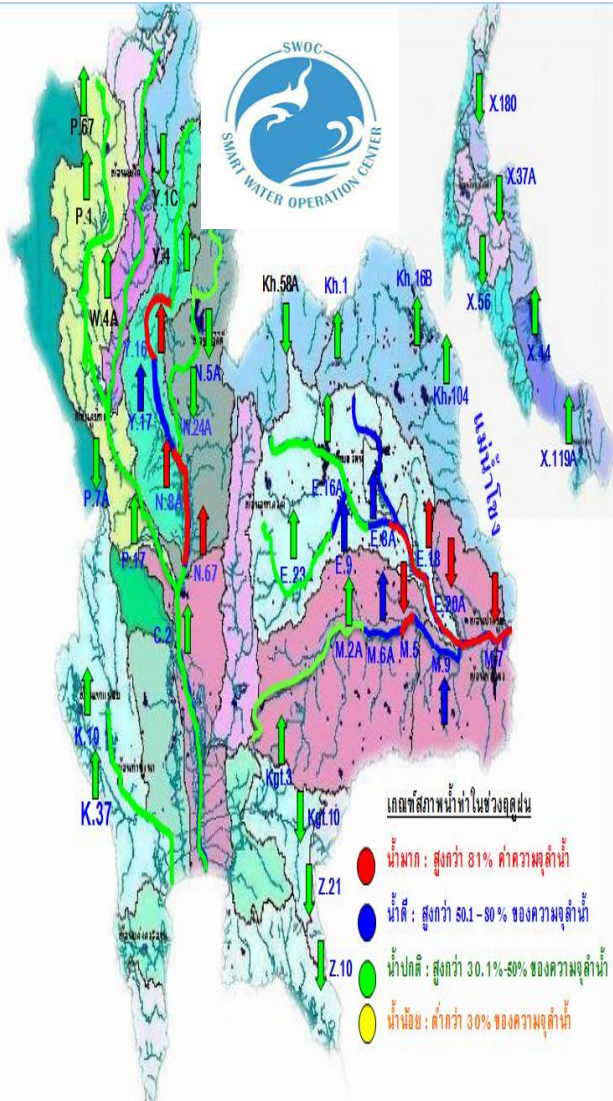 SWOC
SMART WATER OPERATION CENTER
P.67
P.1
Y.1C
Y.4
W.4A
Y.16
Y.17
N.5A
N.24A
N.8A
N.67
P.7A
P.17
C.2
K.10
K.37
Kh.58A
Kh.1
Kh.16B
Kh.104
แม่น้ำโขง
E.16A
E.8A
E.23
E.9
E.18
E.20A
M.2A
M.6A
M.5
M.9
M.7
Kgt.3
Kgt.10
Z.21
Z.10
X.180
X.37A
X.56
X.44
X.119A
เกณฑ์สภาพน้ำท่าในช่วงฤดูฝน
น้ำมาก : สูงกว่า 81% ค่าความจุลำน้ำ
น้ำดี : สูงกว่า 50.1 - 80 % ของความจุลำน้ำ
น้ำปกติ : สูงกว่า 30.1%-50% ของความจุลำน้ำ
น้ำน้อย : ต่ำกว่า 30% ของความจุลำน้ำ